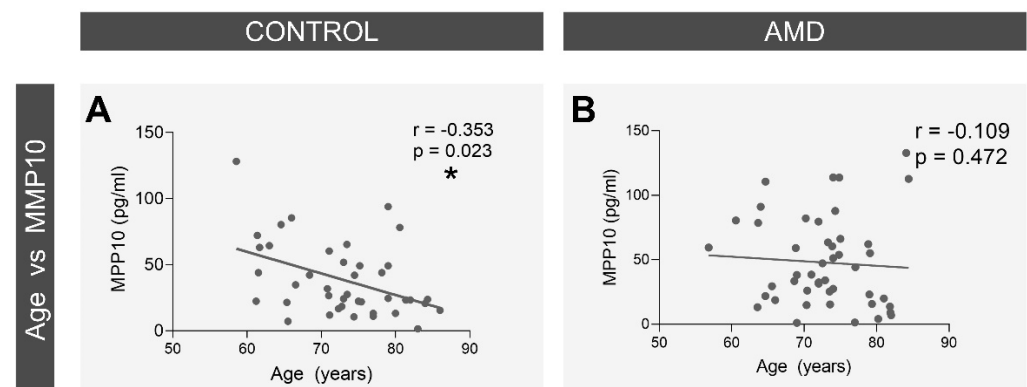 CONTROL
AMD
Age vs MMP10
A
r = -0.353
p = 0.023
*
150
100
50
0
MPP10 (pg/ml)
50
60
70
80
90
Age (years)
B
r = -0.109
p = 0.472
150
100
50
0
MPP10 (pg/ml)
50
60
70
80
90
Age (years)